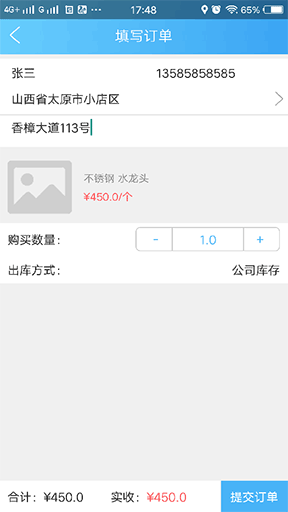 4G+ G 17:48 65%
填写订单
张三 13585858585
山西省太原市小店区
香樟大道113号
不锈钢 水龙头
¥450.0/个
购买数量： - 1.0 +
出库方式： 公司库存
合计：¥450.0 实收：¥450.0 提交订单